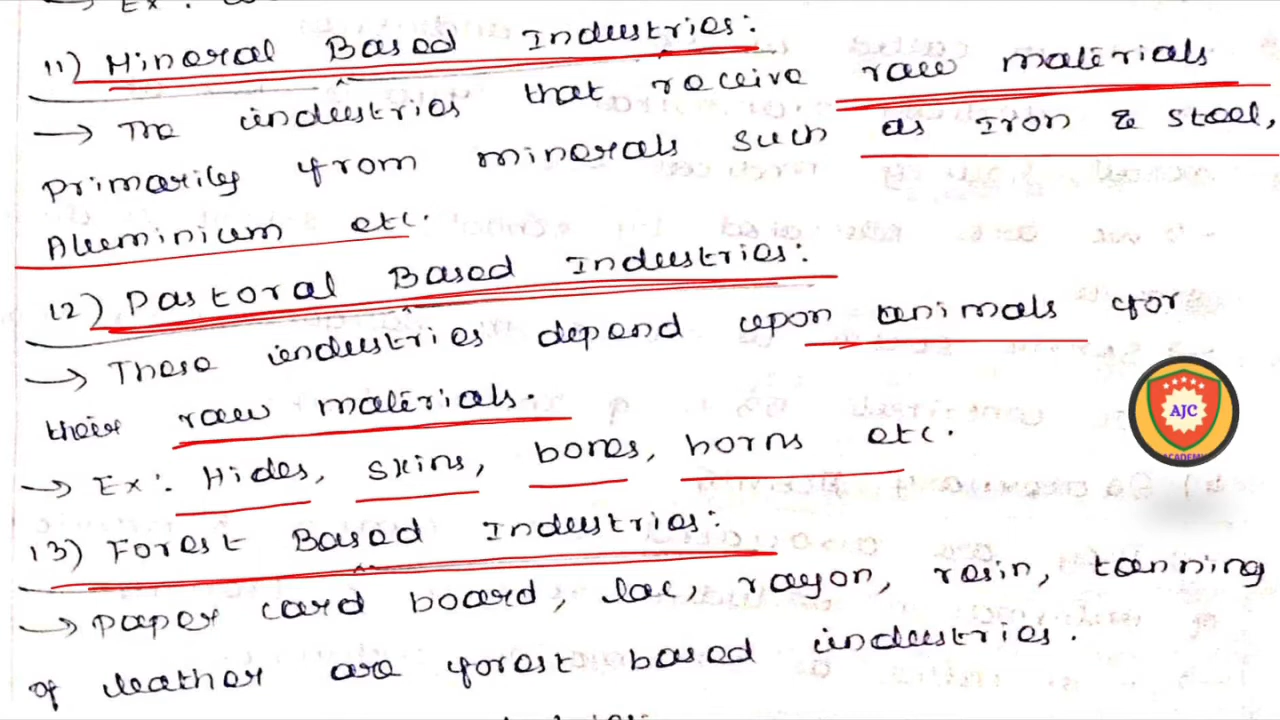 11) Mineral Based Industries:
→ The industries that receive raw materials
primarily from minerals such as Iron & Steel,
Aluminium etc.
12) Pastoral Based Industries:
→ These industries depend upon animals for
their raw materials.
→ Ex: Hides, skins, bones, horns etc.
13) Forest Based Industries:
→ paper card board, lac, rayon, resin, tanning
of leather are forest based industries.
AJC
ACADEMY